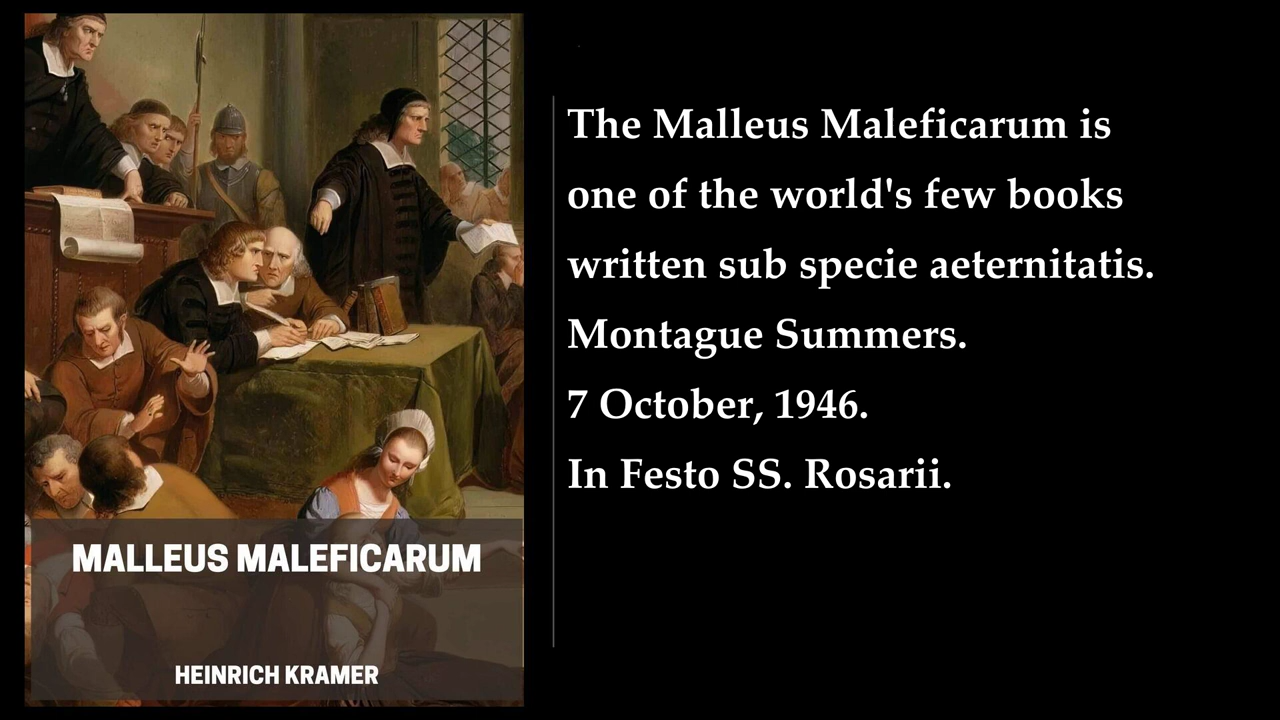 MALLEUS MALEFICARUM
HEINRICH KRAMER
The Malleus Maleficarum is
one of the world's few books
written sub specie aeternitatis.
Montague Summers.
7 October, 1946.
In Festo SS. Rosarii.